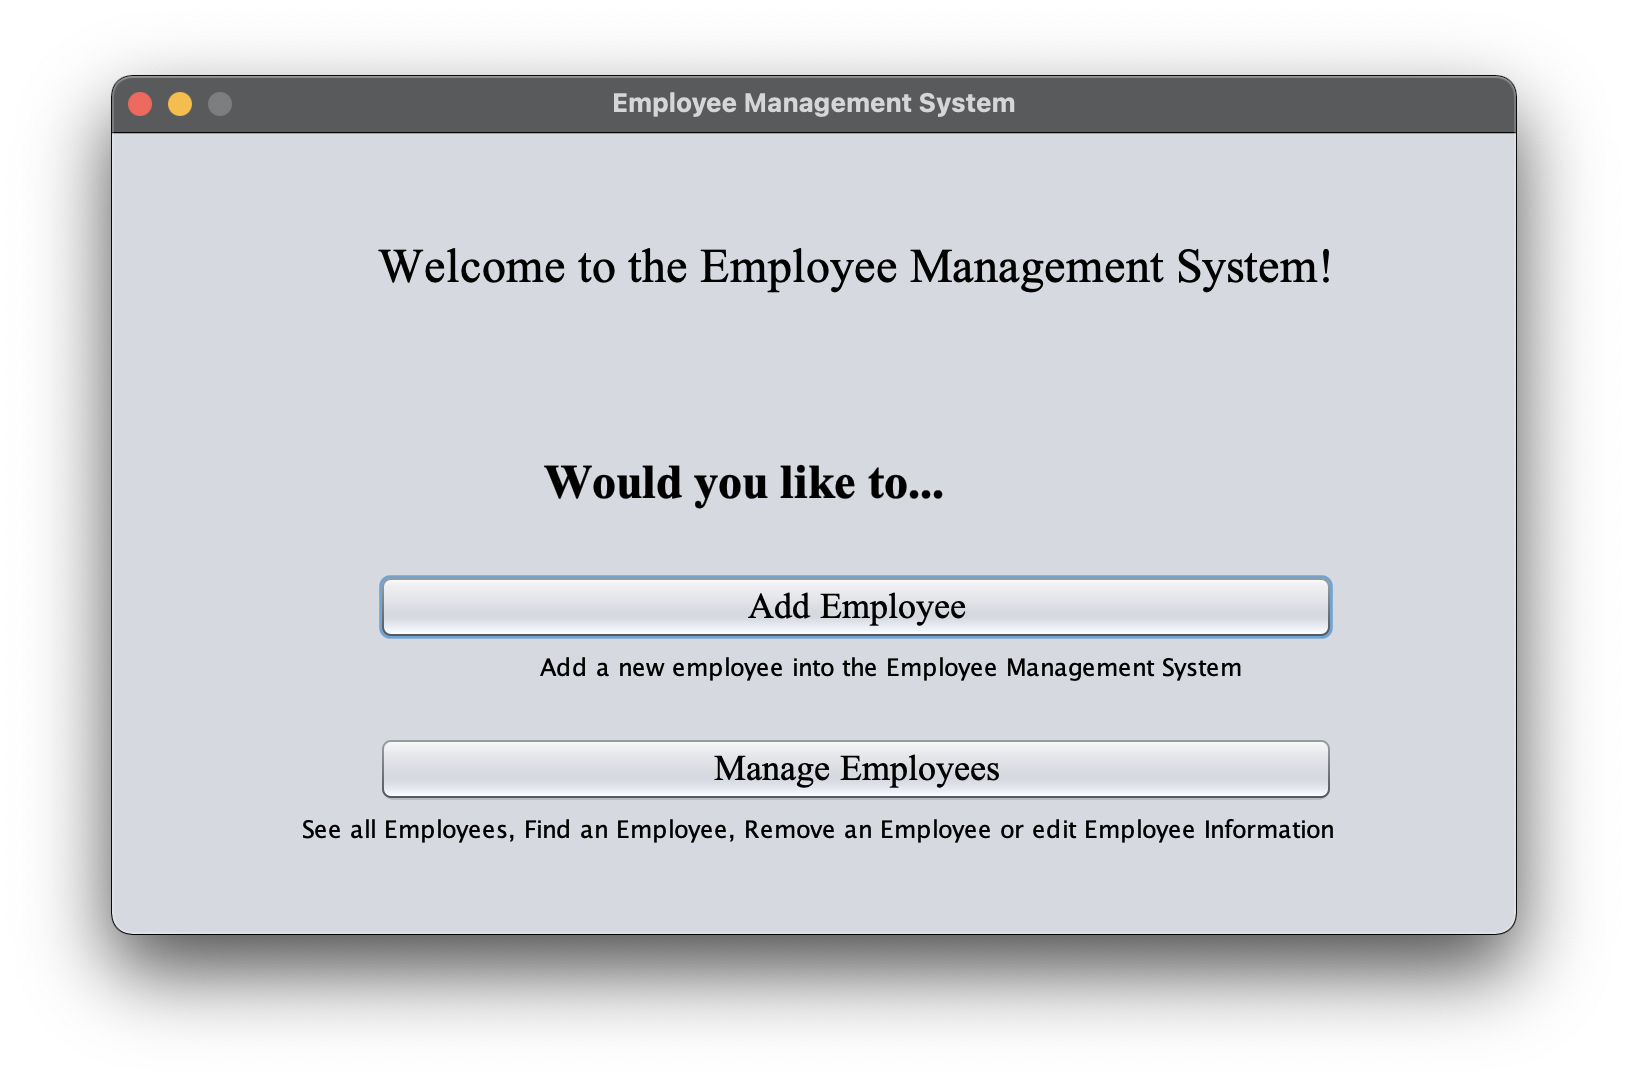 Employee Management System
Welcome to the Employee Management System!
Would you like to...
Add Employee
Add a new employee into the Employee Management System
Manage Employees
See all Employees, Find an Employee, Remove an Employee or edit Employee Information